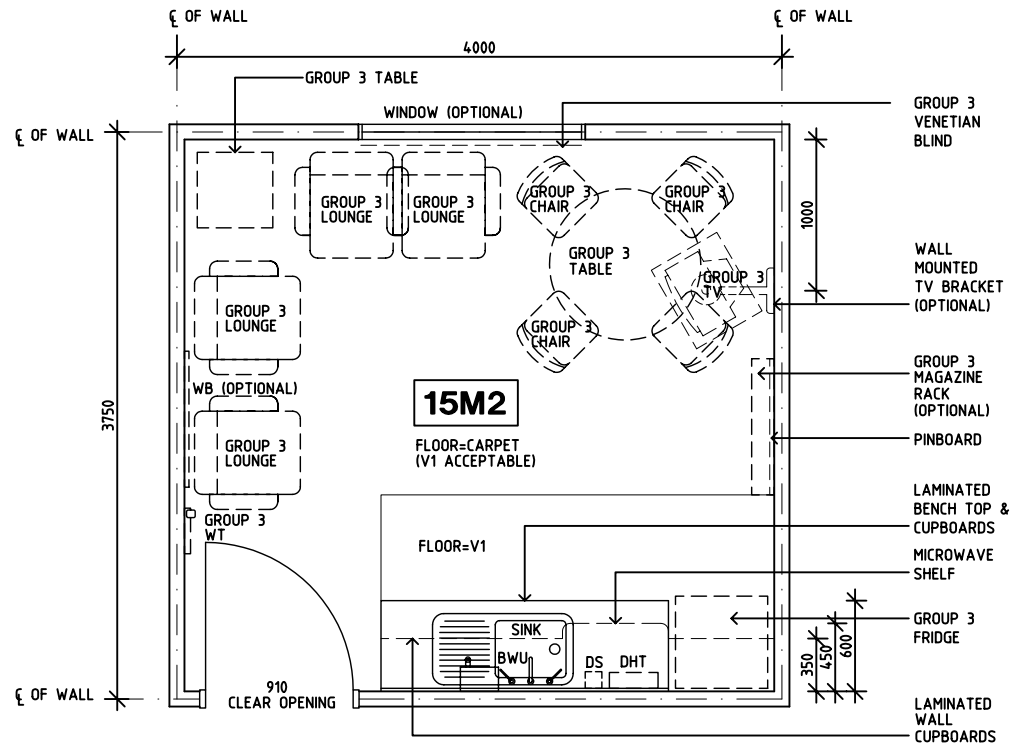 ℄ OF WALL
℄ OF WALL
4000
GROUP 3 TABLE
WINDOW (OPTIONAL)
GROUP 3
VENETIAN
BLIND
℄ OF WALL
GROUP 3
LOUNGE
GROUP 3
LOUNGE
GROUP 3
CHAIR
GROUP 3
CHAIR
1000
GROUP 3
TABLE
GROUP 3
TV
WALL
MOUNTED
TV BRACKET
(OPTIONAL)
GROUP 3
LOUNGE
GROUP 3
CHAIR
WB (OPTIONAL)
GROUP 3
MAGAZINE
RACK
(OPTIONAL)
3750
15M2
FLOOR=CARPET
(V1 ACCEPTABLE)
PINBOARD
GROUP 3
LOUNGE
GROUP 3
WT
LAMINATED
BENCH TOP &
CUPBOARDS
FLOOR=V1
MICROWAVE
SHELF
SINK
BWU
DS
DHT
GROUP 3
FRIDGE
350
450
600
℄ OF WALL
910
CLEAR OPENING
LAMINATED
WALL
CUPBOARDS